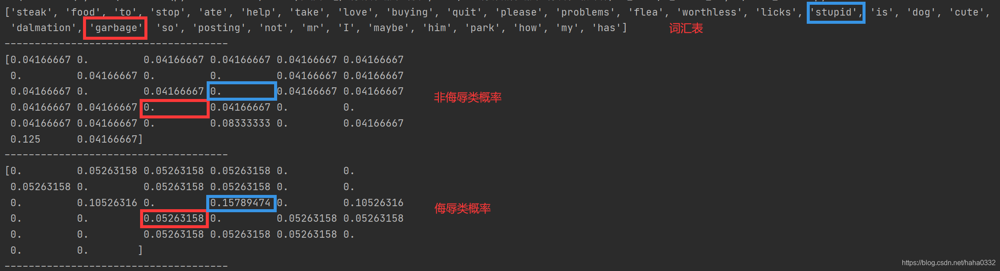 ['steak', 'food', 'to', 'stop', 'ate', 'help', 'take', 'love', 'buying', 'quit', 'please', 'problems', 'flea', 'worthless', 'licks', 'stupid', 'is', 'dog', 'cute',
'dalmation', 'garbage' 'so', 'posting', 'not', 'mr', 'I', 'maybe', 'him', 'park', 'how', 'my', 'has'] 词汇表
-------------------------------------
[0.04166667 0. 0.04166667 0.04166667 0.04166667 0.04166667
0. 0.04166667 0. 0. 0.04166667 0.04166667
0.04166667 0. 0.04166667 0. 0.04166667 0.04166667
非侮辱类概率
0.04166667 0.04166667 0. 0.04166667 0. 0.
0.04166667 0.04166667 0. 0.08333333 0. 0.04166667
0.125 0.04166667]
-------------------------------------
[0. 0.05263158 0.05263158 0.05263158 0. 0.
0.05263158 0. 0.05263158 0.05263158 0. 0.
0. 0.10526316 0. 0.15789474 0. 0.10526316
侮辱类概率
0. 0. 0.05263158 0. 0.05263158 0.05263158
0. 0. 0.05263158 0.05263158 0.05263158 0.
0. 0. ]
-------------------------------------
https://blog.csdn.net/haha0332